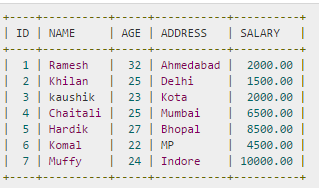 +----+----------+-----+-----------+----------+
| ID | NAME     | AGE | ADDRESS   | SALARY   |
+----+----------+-----+-----------+----------+
|  1 | Ramesh   |  32 | Ahmedabad |  2000.00 |
|  2 | Khilan   |  25 | Delhi     |  1500.00 |
|  3 | kaushik  |  23 | Kota      |  2000.00 |
|  4 | Chaitali |  25 | Mumbai    |  6500.00 |
|  5 | Hardik   |  27 | Bhopal    |  8500.00 |
|  6 | Komal    |  22 | MP        |  4500.00 |
|  7 | Muffy    |  24 | Indore    | 10000.00 |
+----+----------+-----+-----------+----------+